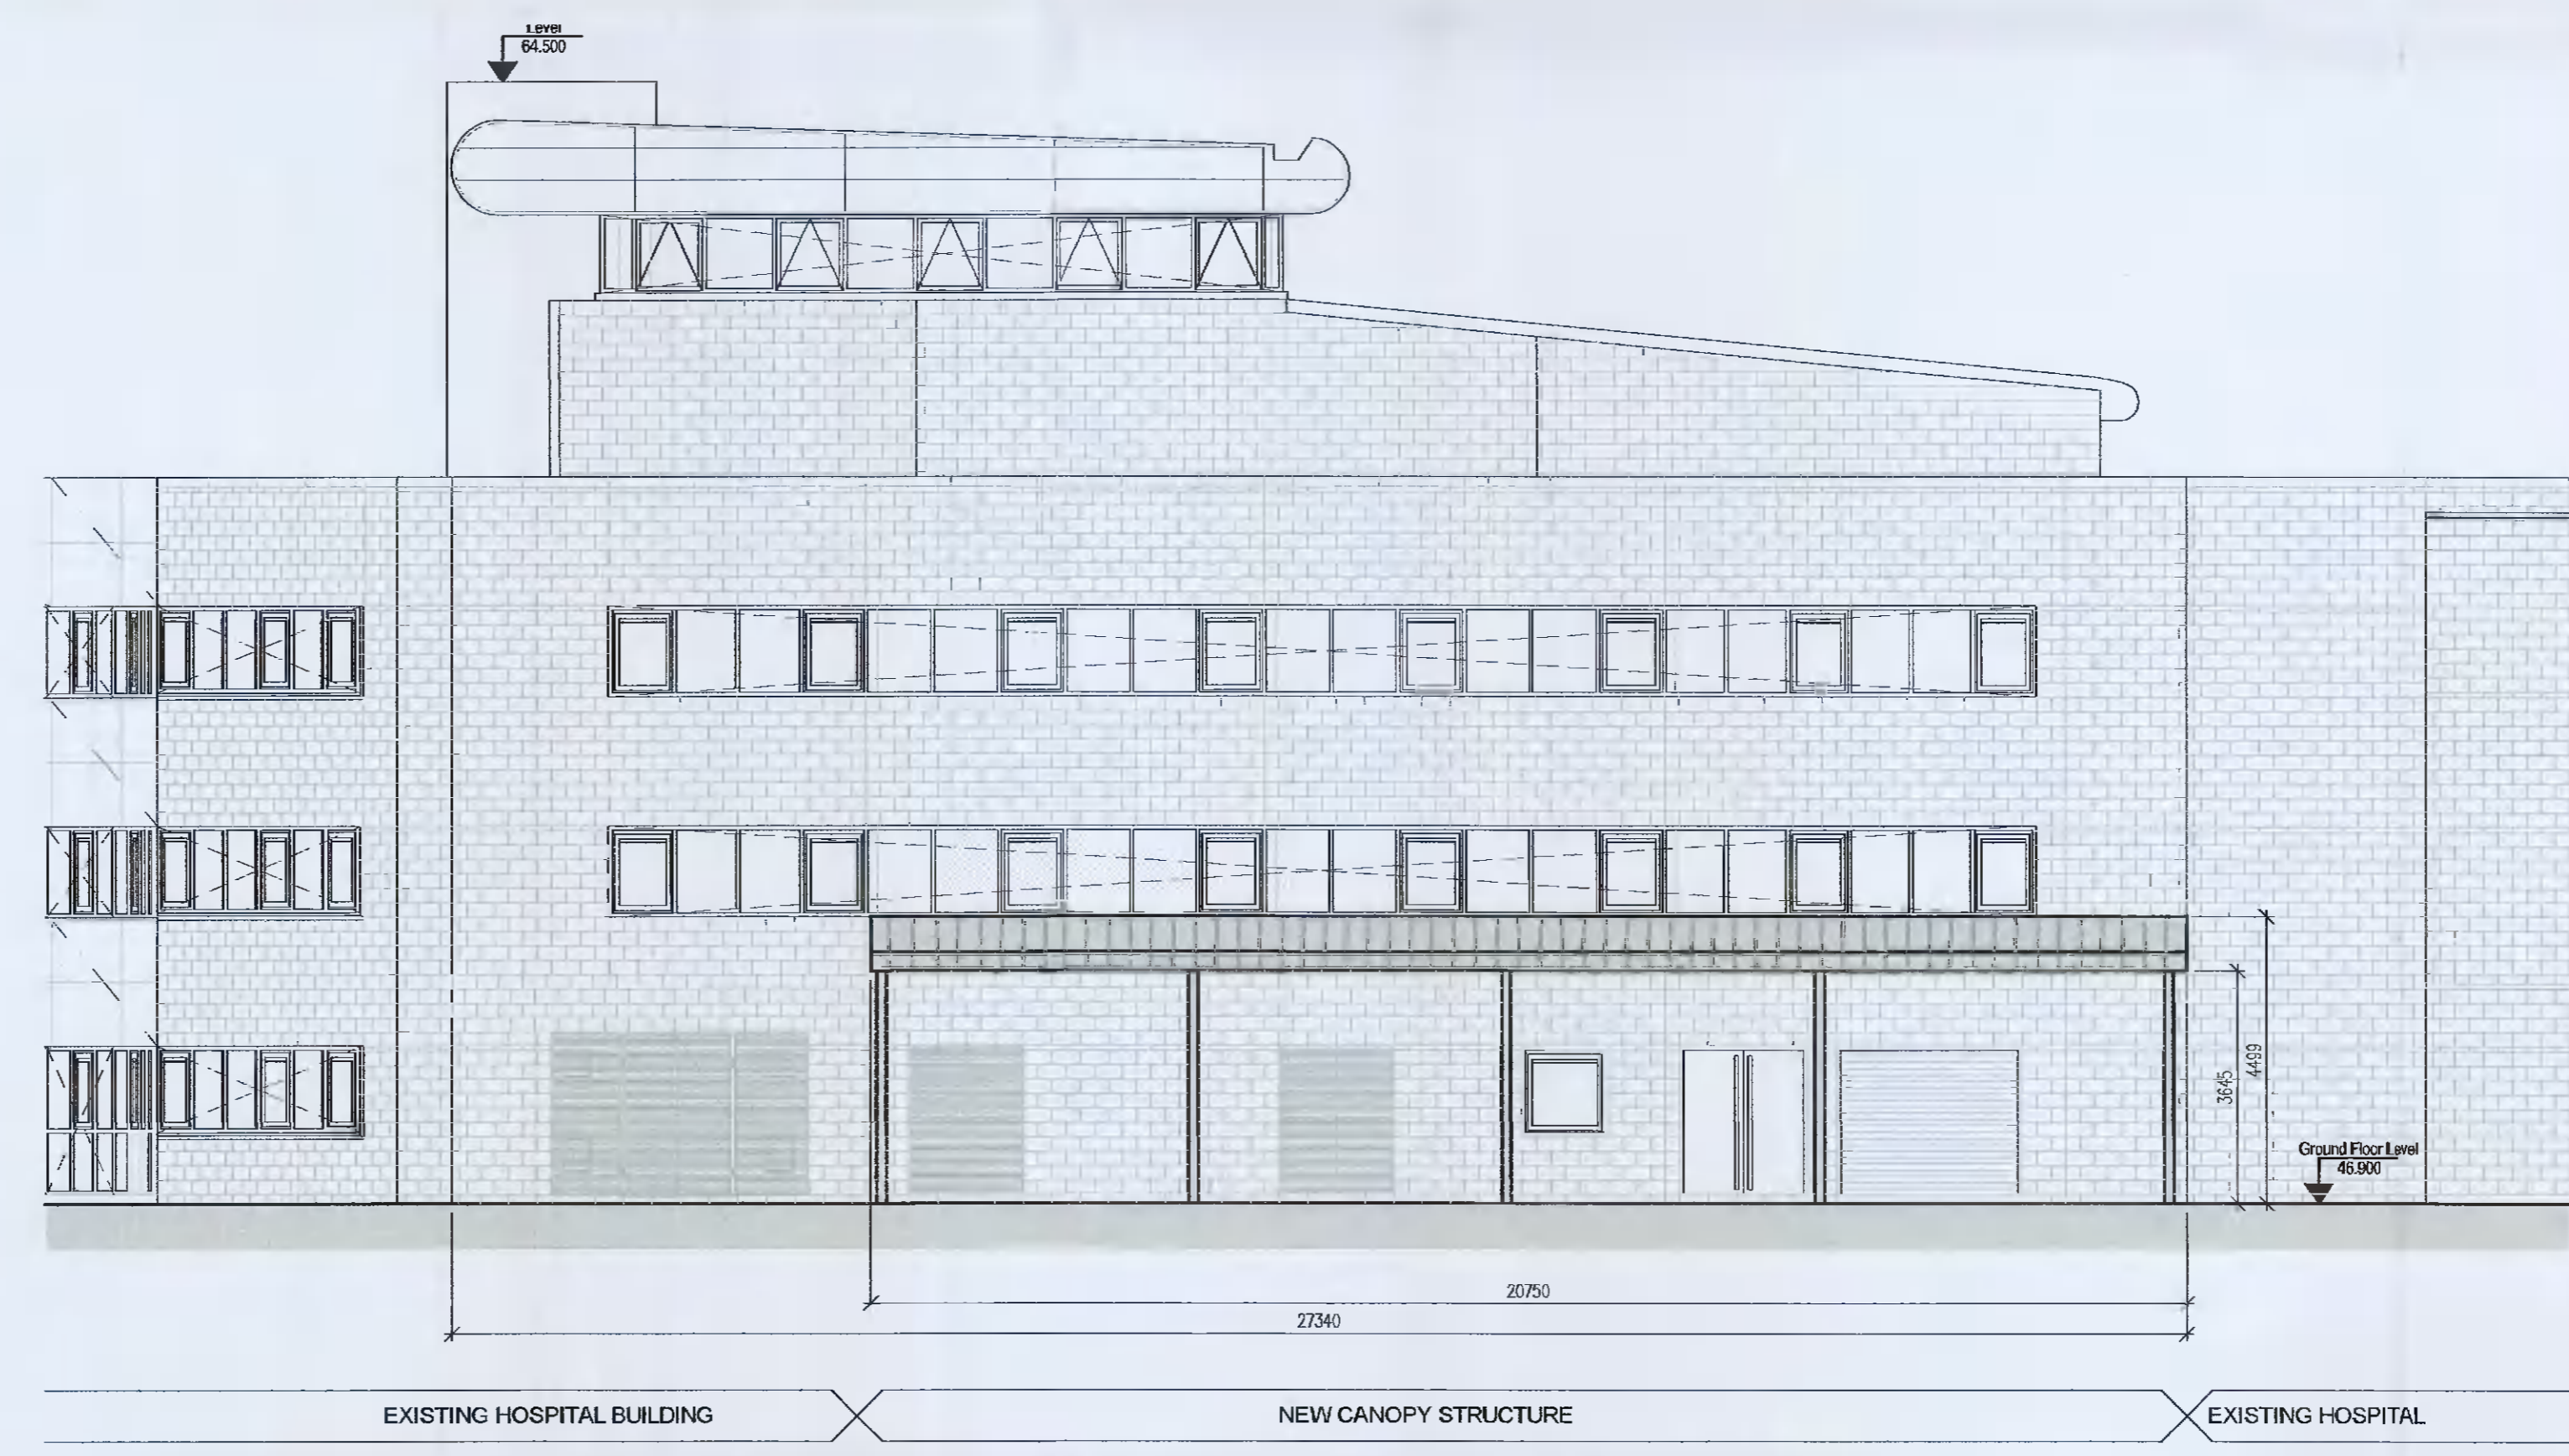 Level
64.500
3645
4499
Ground Floor Level
46.900
20750
27340
EXISTING HOSPITAL BUILDING
NEW CANOPY STRUCTURE
EXISTING HOSPITAL